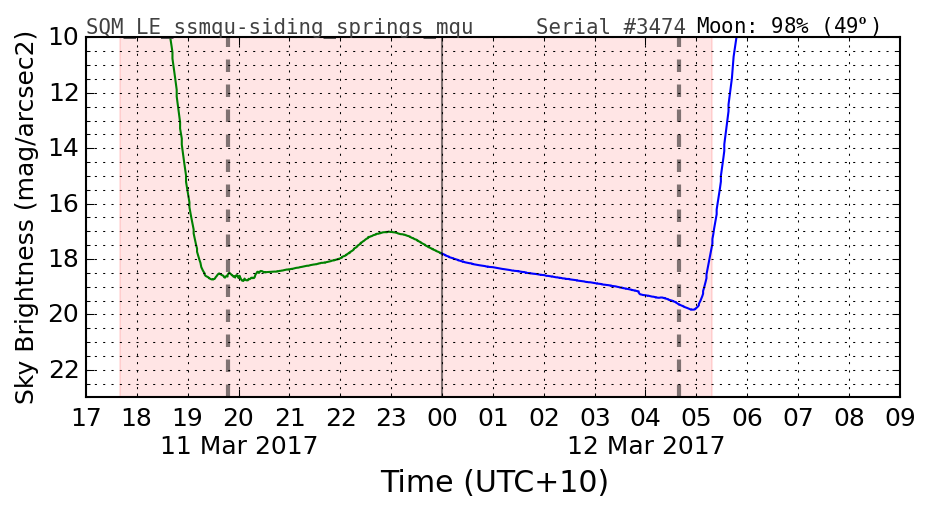 SQM_LE_ssmqu-siding_springs_mqu Serial #3474 Moon: 98% (49°)
10
12
14
16
18
20
22
Sky Brightness (mag/arcsec2)
17 18 19 20 21 22 23 00 01 02 03 04 05 06 07 08 09
11 Mar 2017 12 Mar 2017
Time (UTC+10)